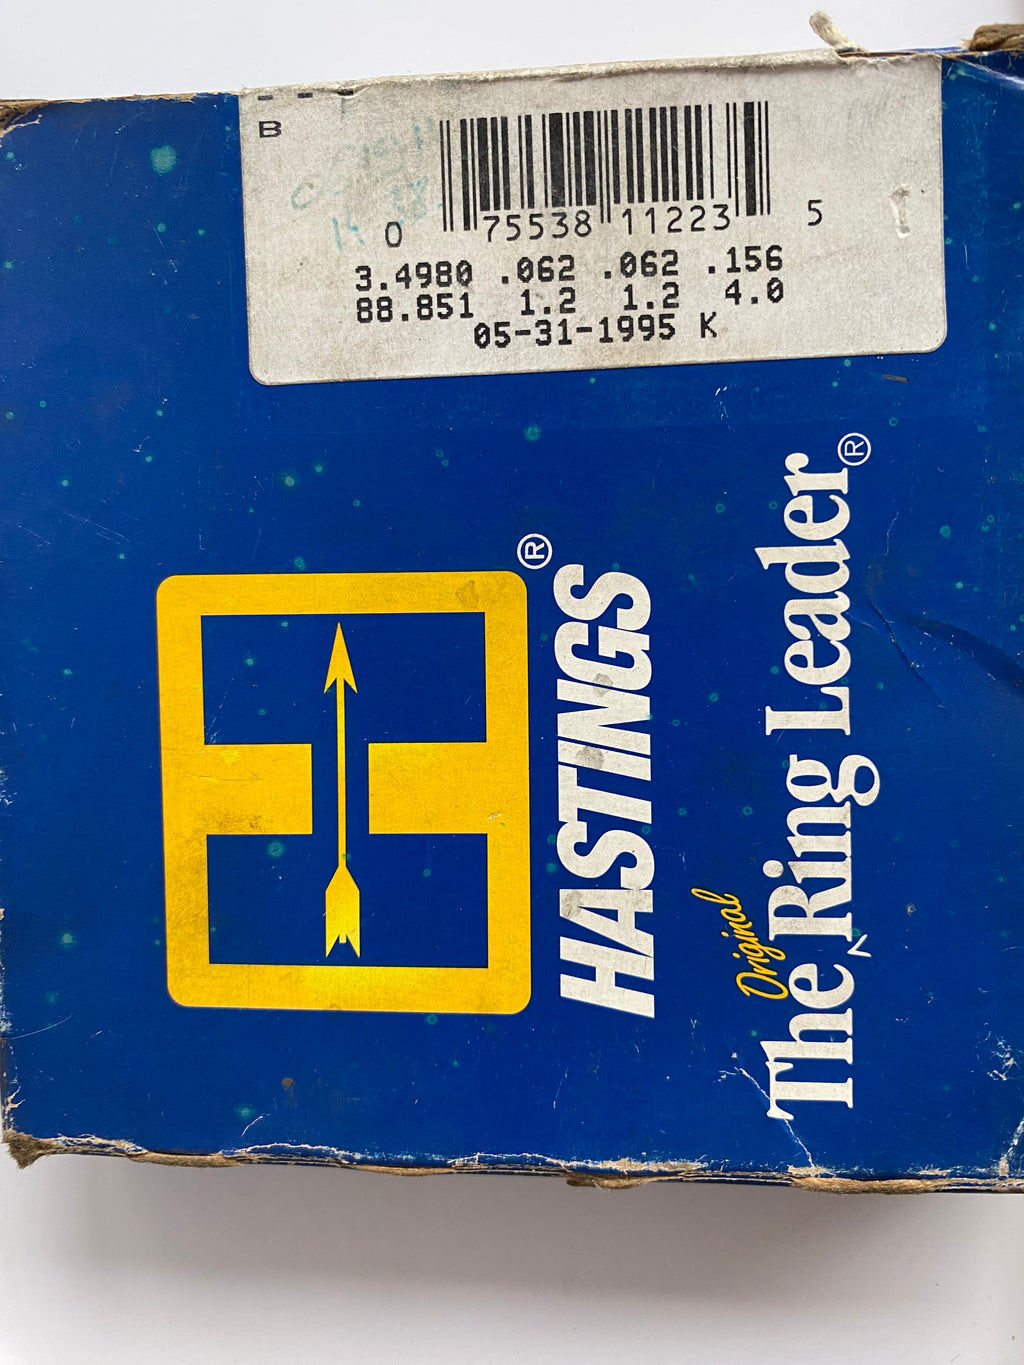 B
0 75538 11223 5
3.4980 .062 .062 .156
88.851 1.2 1.2 4.0
05-31-1995 K
®
HASTINGS
Original
The Ring Leader®